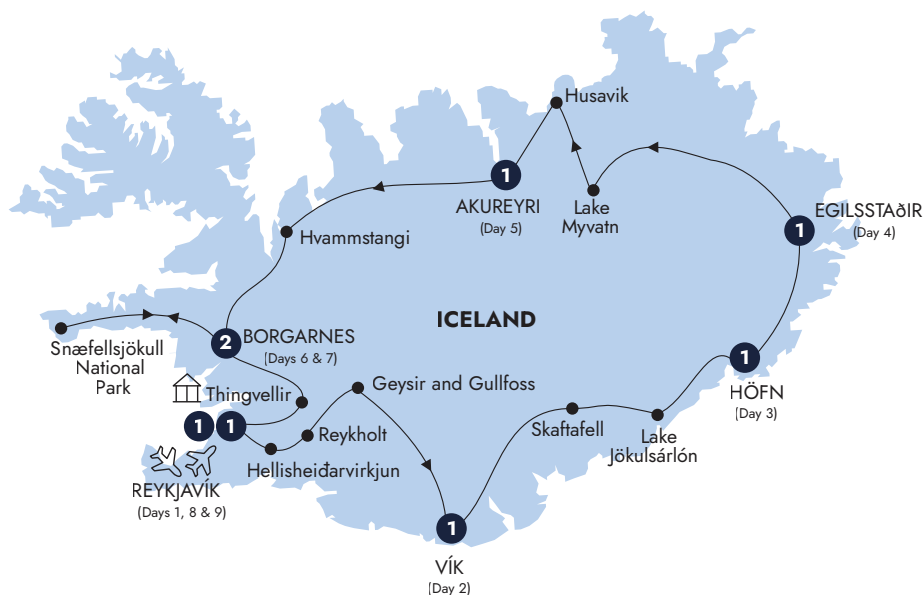 Husavik
1
AKUREYRI
(Day 5)
Lake
Myvatn
EGILSSTAðIR
1
(Day 4)
Hvammstangi
ICELAND
2
BORGARNES
(Days 6 & 7)
Snæfellsjökull
National
Park
1
HÖFN
(Day 3)
Geysir and Gullfoss
Thingvellir
1
1
Reykholt
Skaftafell
Lake
Jökulsárlón
Hellisheiðarvirkjun
REYKJAVÍK
(Days 1, 8 & 9)
1
VÍK
(Day 2)